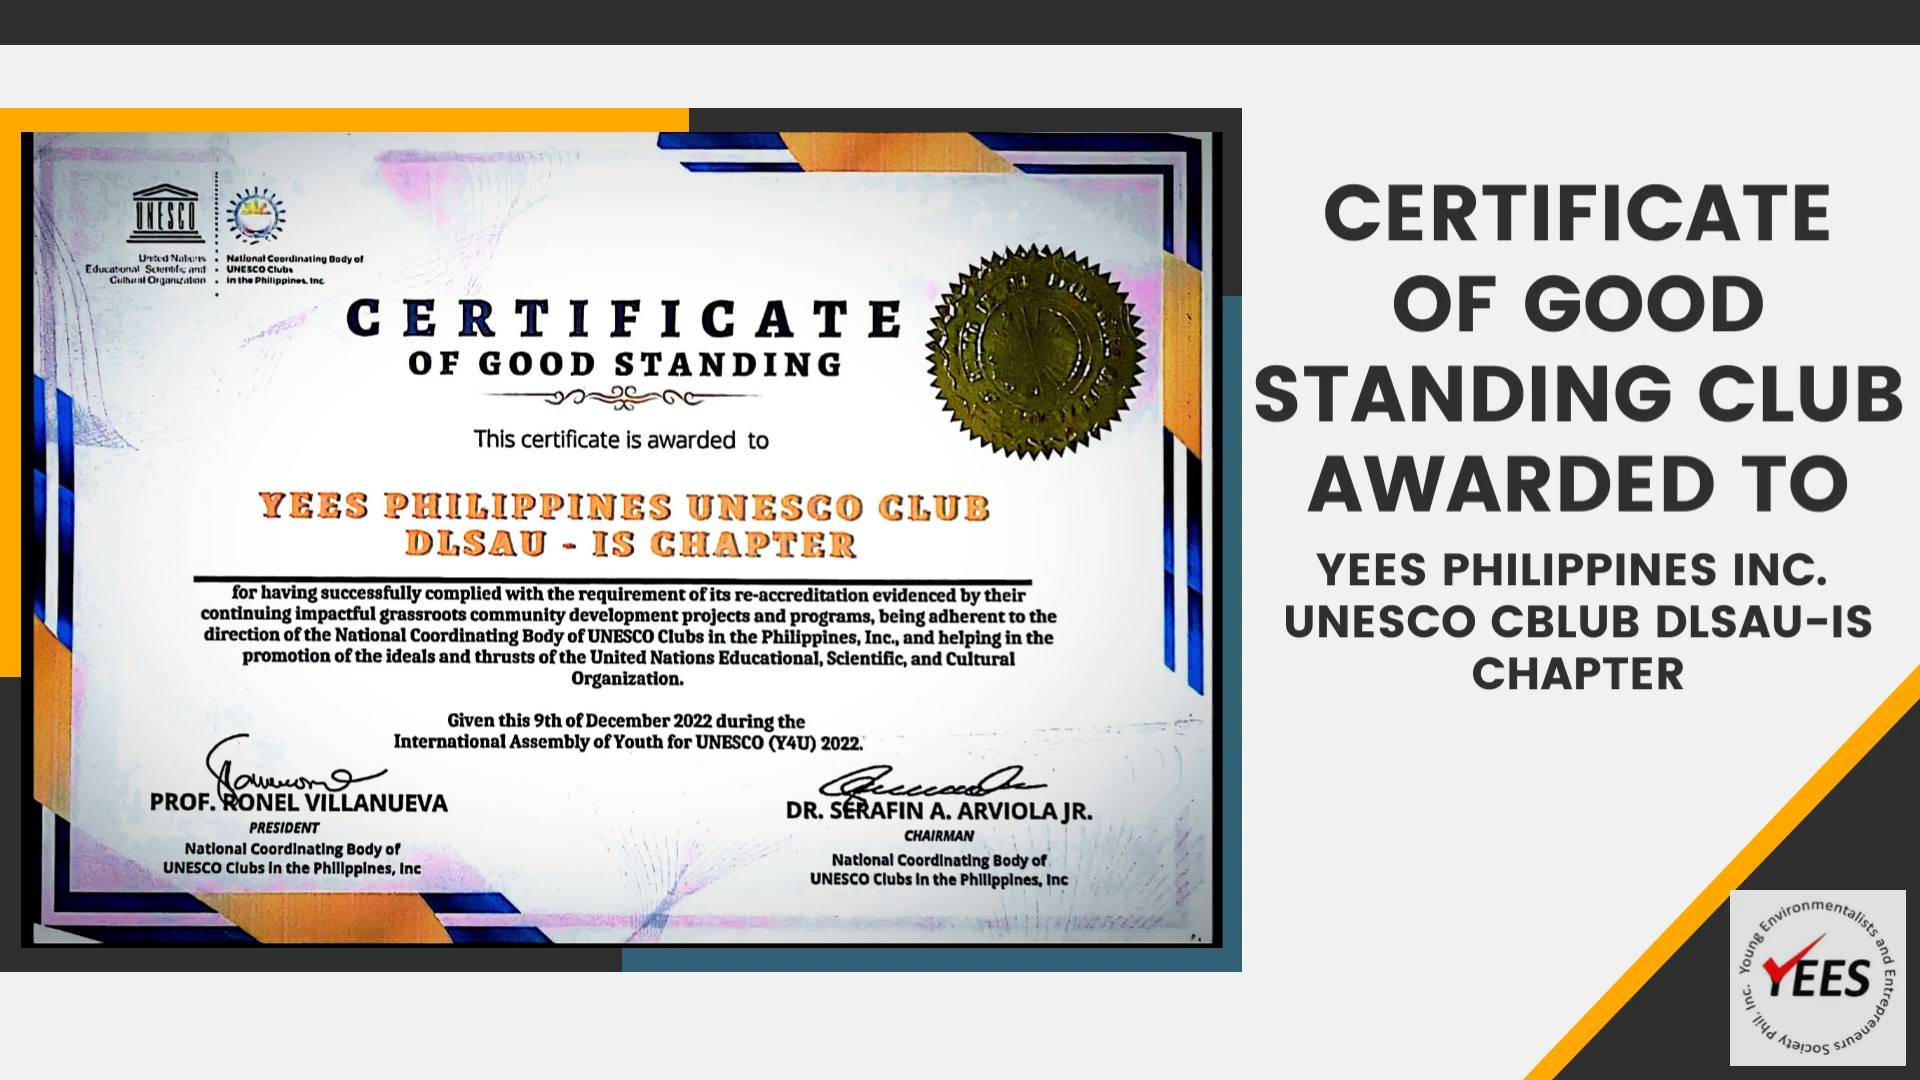 UNESCO
United Nations
Educational Scientific and
Cultural Organization
National Coordinating Body of
UNESCO Clubs
in the Philippines, Inc
CERTIFICATE
OF GOOD STANDING
This certificate is awarded to
YEES PHILIPPINES UNESCO CLUB
DLSAU - IS CHAPTER
for having successfully complied with the requirement of its re-accreditation evidenced by their
continuing impactful grassroots community development projects and programs, being adherent to the
direction of the National Coordinating Body of UNESCO Clubs in the Philippines, Inc., and helping in the
promotion of the ideals and thrusts of the United Nations Educational, Scientific, and Cultural
Organization.
Given this 9th of December 2022 during the
International Assembly of Youth for UNESCO (Y4U) 2022.
PROF. RONEL VILLANUEVA
PRESIDENT
National Coordinating Body of
UNESCO Clubs in the Philippines, Inc
DR. SERAFIN A. ARVIOLA JR.
CHAIRMAN
National Coordinating Body of
UNESCO Clubs in the Philippines, Inc
CERTIFICATE
OF GOOD
STANDING CLUB
AWARDED TO
YEES PHILIPPINES INC.
UNESCO CBLUB DLSAU-IS
CHAPTER
Young Environmentalists and Entrepreneurs Society Phil. Inc.
YEES